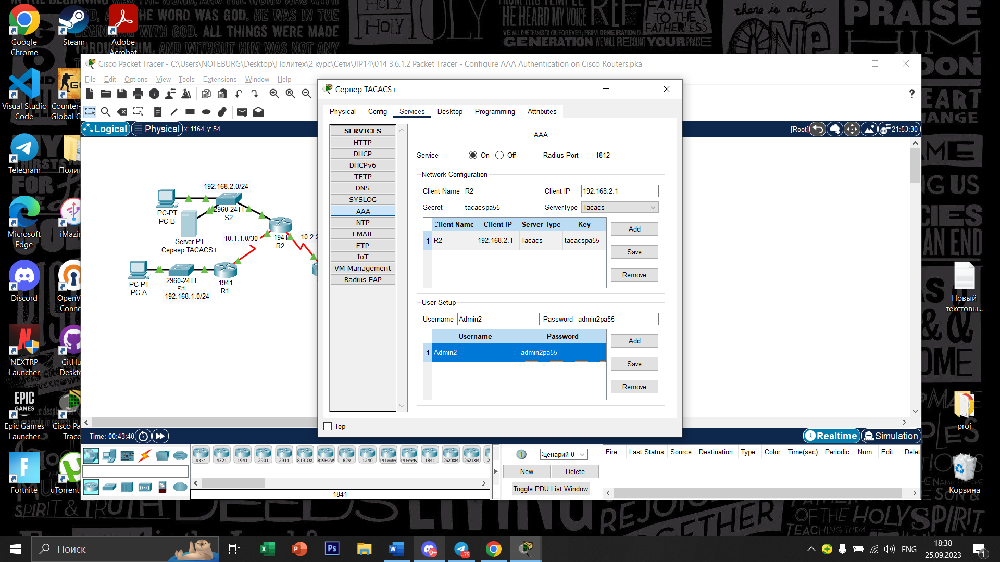 Google
Chrome
Steam
Adobe
Acrobat
Visual Studio
Code
Counter-
Global O
Telegram
Полит
Microsoft
Edge
iMazin
Discord
OpenV
Conne
NEXTRP
Launcher
GitHu
Deskto
Epic Games
Launcher
Cisco Pa
Trace
Fortnite
uTorrent
Новый
текстовы...
proj
Корзина
Cisco Packet Tracer - C:\Users\NOTEBURG\Desktop\Политех\2 курс\Сети\ЛР14\014 3.6.1.2 Packet Tracer - Configure AAA Authentication on Cisco Routers.pka
File Edit Options View Tools Extensions Window Help
Logical Physical x: 1164, y: 54
[Root] 21:53:30
192.168.2.0/24
PC-PT
PC-B
2960-24TT
S2
Server-PT
Сервер TACACS+
10.1.1.0/30
1941
R2
10.2.2
PC-PT
PC-A
2960-24TT
S1
192.168.1.0/24
1941
R1
Сервер TACACS+
Physical Config Services Desktop Programming Attributes
SERVICES
HTTP
DHCP
DHCPv6
TFTP
DNS
SYSLOG
AAA
NTP
EMAIL
FTP
IoT
VM Management
Radius EAP
AAA
Service On Off Radius Port 1812
Network Configuration
Client Name R2 Client IP 192.168.2.1
Secret tacacspa55 ServerType Tacacs
Client Name Client IP Server Type Key
1 R2 192.168.2.1 Tacacs tacacspa55
Add
Save
Remove
User Setup
Username Admin2 Password admin2pa55
Username Password
1 Admin2 admin2pa55
Add
Save
Remove
Top
Time: 00:43:40
Realtime Simulation
4331 4321 1941 2901 2911 819IOX 819HGW 829 1240 PT-Router PT-Empty 1841 2620XM 2621XM 2
1841
Сценарий 0
New Delete
Toggle PDU List Window
Fire Last Status Source Destination Type Color Time(sec) Periodic Num Edit Delet
Поиск
9+
75
ENG
18:38
25.09.2023
1